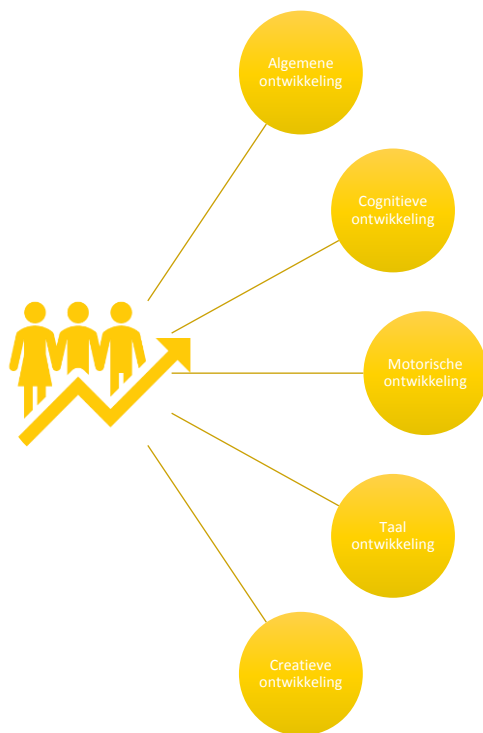 Algemene
ontwikkeling
Cognitieve
ontwikkeling
Motorische
ontwikkeling
Taal
ontwikkeling
Creatieve
ontwikkeling